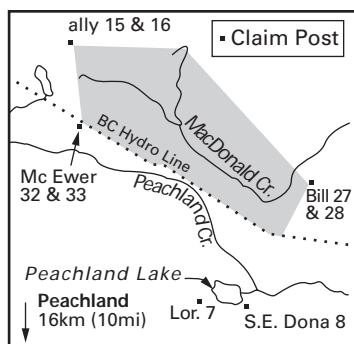 ally 15 & 16
Claim Post
MacDonald Cr.
BC Hydro Line
Mc Ewer
32 & 33
Peachland Cr.
Bill 27
& 28
Peachland Lake
Peachland
16km (10mi)
Lor. 7
S.E. Dona 8